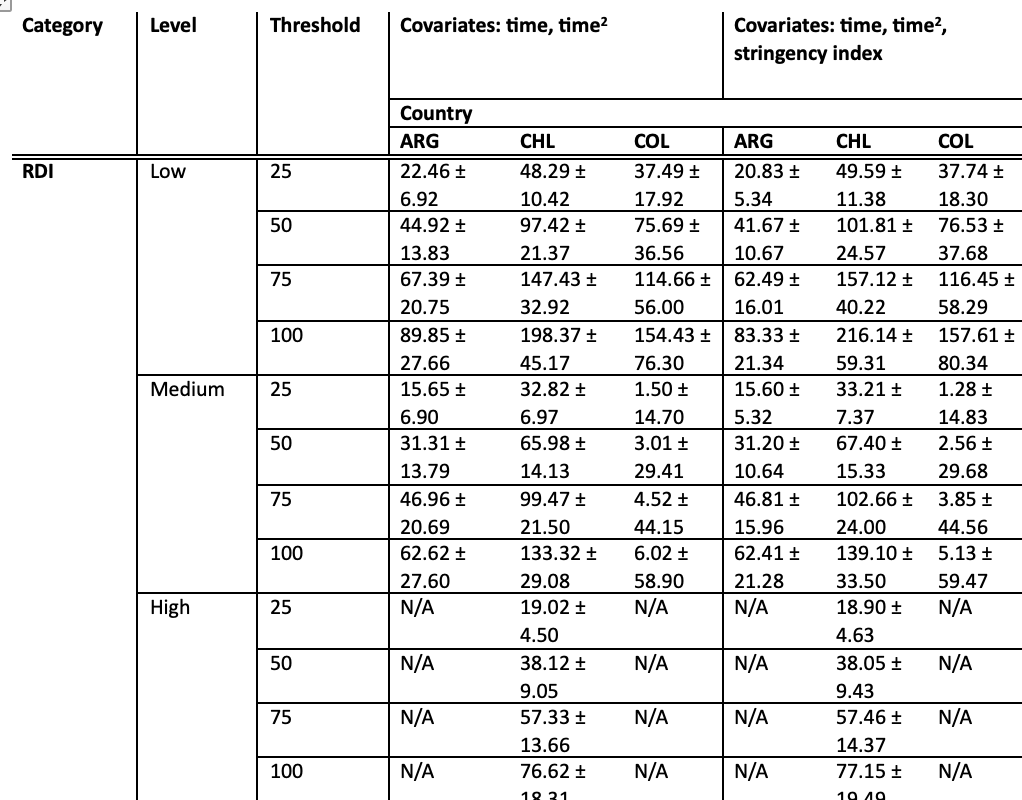 Category Level Threshold Covariates: time, time² Covariates: time, time²,
stringency index
Country
ARG CHL COL ARG CHL COL
RDI Low 25 22.46 ± 48.29 ± 37.49 ± 20.83 ± 49.59 ± 37.74 ±
6.92 10.42 17.92 5.34 11.38 18.30
50 44.92 ± 97.42 ± 75.69 ± 41.67 ± 101.81 ± 76.53 ±
13.83 21.37 36.56 10.67 24.57 37.68
75 67.39 ± 147.43 ± 114.66 ± 62.49 ± 157.12 ± 116.45 ±
20.75 32.92 56.00 16.01 40.22 58.29
100 89.85 ± 198.37 ± 154.43 ± 83.33 ± 216.14 ± 157.61 ±
27.66 45.17 76.30 21.34 59.31 80.34
Medium 25 15.65 ± 32.82 ± 1.50 ± 15.60 ± 33.21 ± 1.28 ±
6.90 6.97 14.70 5.32 7.37 14.83
50 31.31 ± 65.98 ± 3.01 ± 31.20 ± 67.40 ± 2.56 ±
13.79 14.13 29.41 10.64 15.33 29.68
75 46.96 ± 99.47 ± 4.52 ± 46.81 ± 102.66 ± 3.85 ±
20.69 21.50 44.15 15.96 24.00 44.56
100 62.62 ± 133.32 ± 6.02 ± 62.41 ± 139.10 ± 5.13 ±
27.60 29.08 58.90 21.28 33.50 59.47
High 25 N/A 19.02 ± N/A N/A 18.90 ± N/A
4.50 4.63
50 N/A 38.12 ± N/A N/A 38.05 ± N/A
9.05 9.43
75 N/A 57.33 ± N/A N/A 57.46 ± N/A
13.66 14.37
100 N/A 76.62 ± N/A N/A 77.15 ± N/A
18.31 19.49